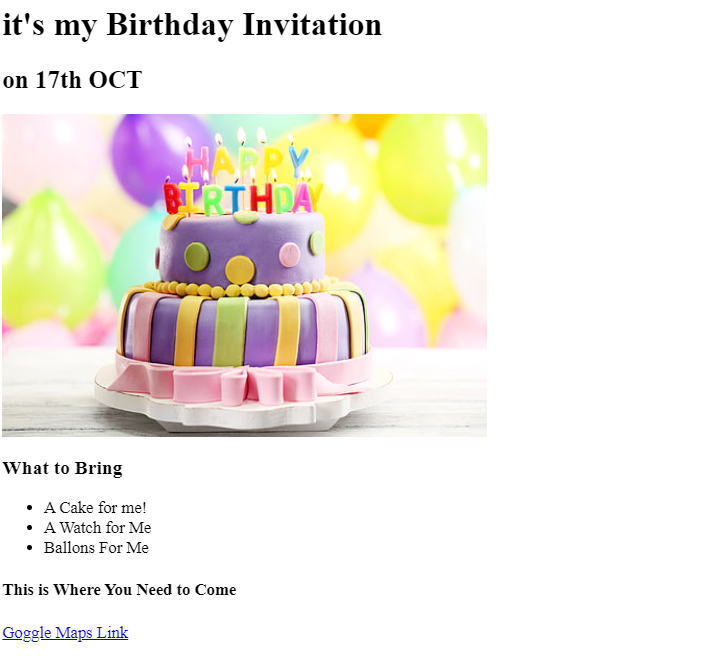 it's my Birthday Invitation
on 17th OCT
HAPPY
BIRTHDAY
What to Bring
A Cake for me!
A Watch for Me
Ballons For Me
This is Where You Need to Come
Goggle Maps Link